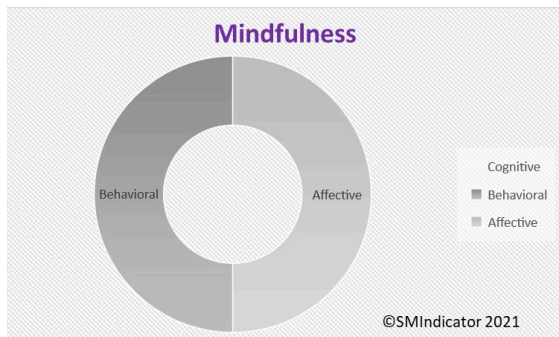 Mindfulness
Behavioral
Affective
Cognitive
Behavioral
Affective
©SMIndicator 2021